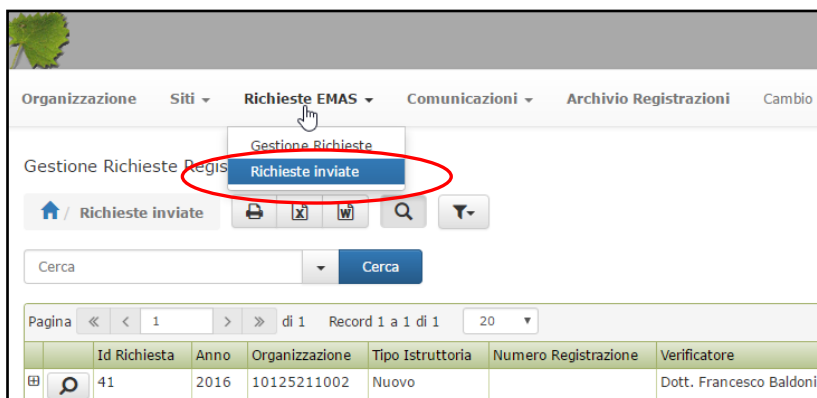 Organizzazione Siti Richieste EMAS Comunicazioni Archivio Registrazioni Cambio
Gestione Richieste
Gestione Richieste Regis
Richieste inviate
/ Richieste inviate
Cerca Cerca
Pagina « < 1 > » di 1 Record 1 a 1 di 1 20
Id Richiesta Anno Organizzazione Tipo Istruttoria Numero Registrazione Verificatore
41 2016 10125211002 Nuovo Dott. Francesco Baldoni